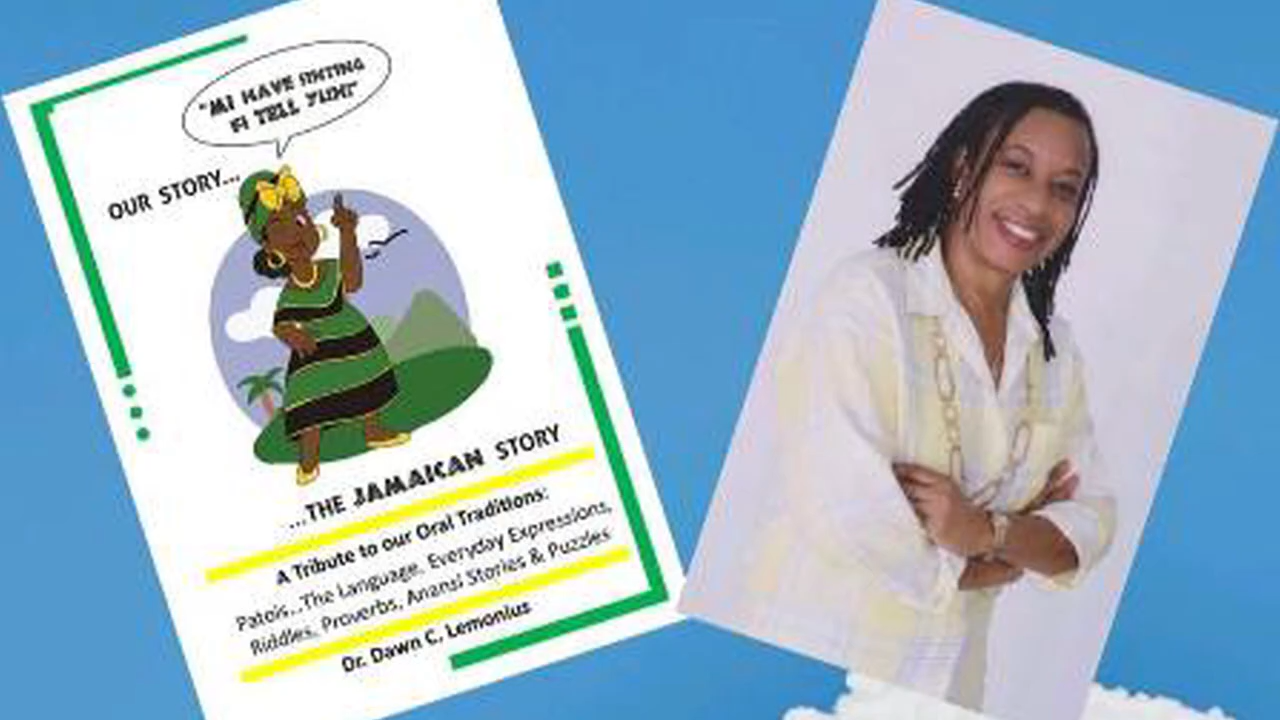 "MI HAVE SINTING
FI TELL YUH!"
OUR STORY...
...THE JAMAICAN STORY
A Tribute to our Oral Traditions:
Patois...The Language, Everyday Expressions,
Riddles, Proverbs, Anansi Stories & Puzzles
Dr. Dawn C. Lemonius